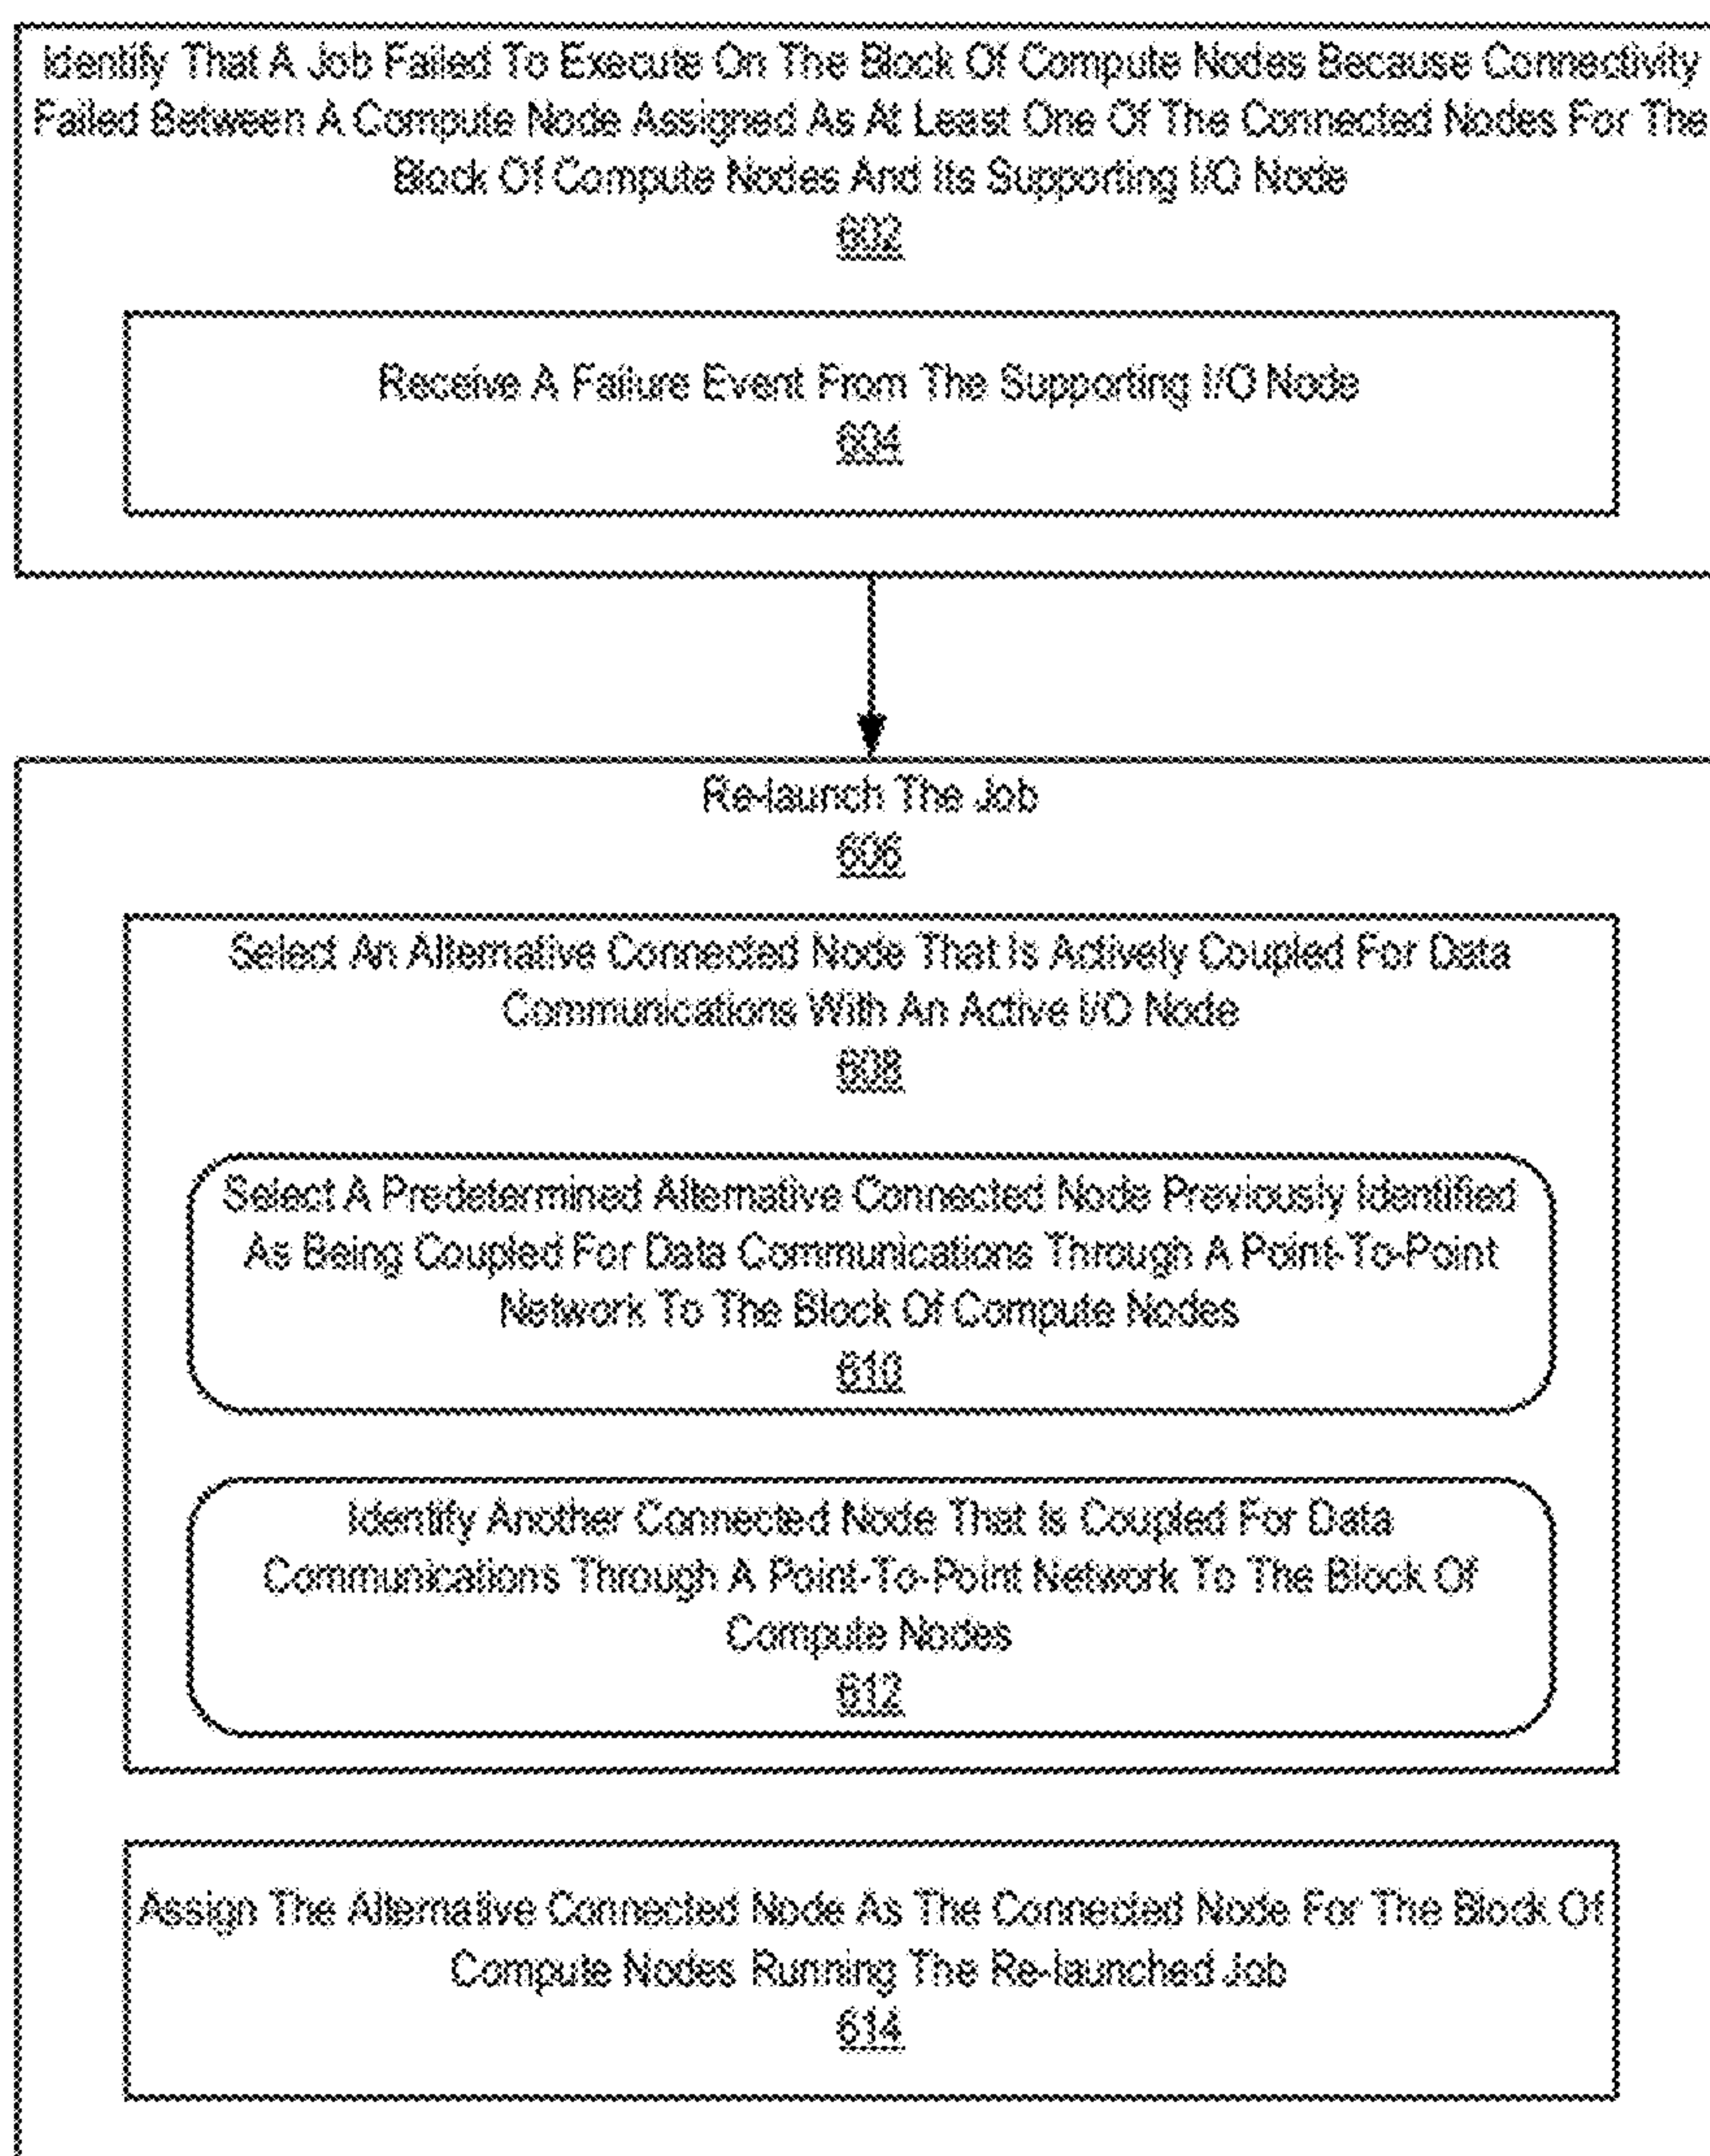 Identify That A Job Failed To Execute On The Block Of Compute Nodes Because Connectivity
Failed Between A Compute Node Assigned As At Least One Of The Connected Nodes For The
Block Of Compute Nodes And Its Supporting I/O Node
602
Receive A Failure Event From The Supporting I/O Node
604
Re-launch The Job
606
Select An Alternative Connected Node That Is Actively Coupled For Data
Communications With An Active I/O Node
608
Select A Predetermined Alternative Connected Node Previously Identified
As Being Coupled For Data Communications Through A Point-To-Point
Network To The Block Of Compute Nodes
610
Identify Another Connected Node That Is Coupled For Data
Communications Through A Point-To-Point Network To The Block Of
Compute Nodes
612
Assign The Alternative Connected Node As The Connected Node For The Block Of
Compute Nodes Running The Re-launched Job
614